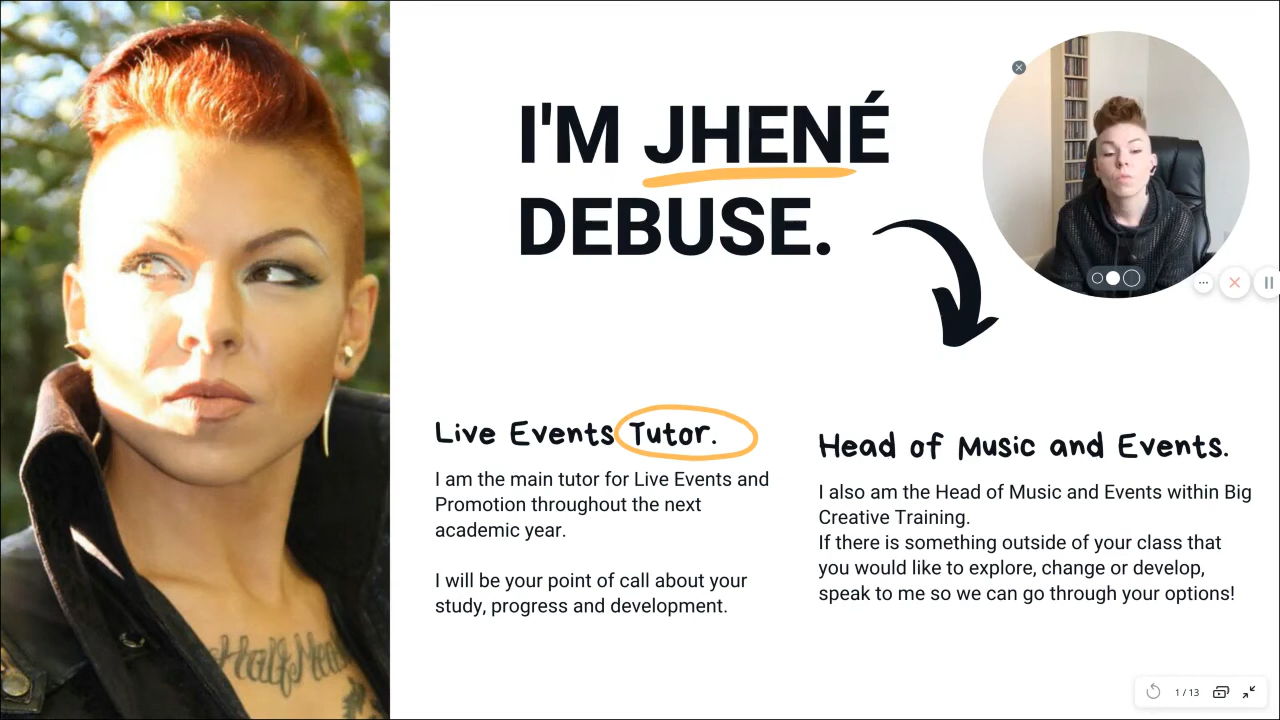 I'M JHENÉ
DEBUSE.
Live Events Tutor.
I am the main tutor for Live Events and
Promotion throughout the next
academic year.
I will be your point of call about your
study, progress and development.
Head of Music and Events.
I also am the Head of Music and Events within Big
Creative Training.
If there is something outside of your class that
you would like to explore, change or develop,
speak to me so we can go through your options!
Half Moon
1 / 13